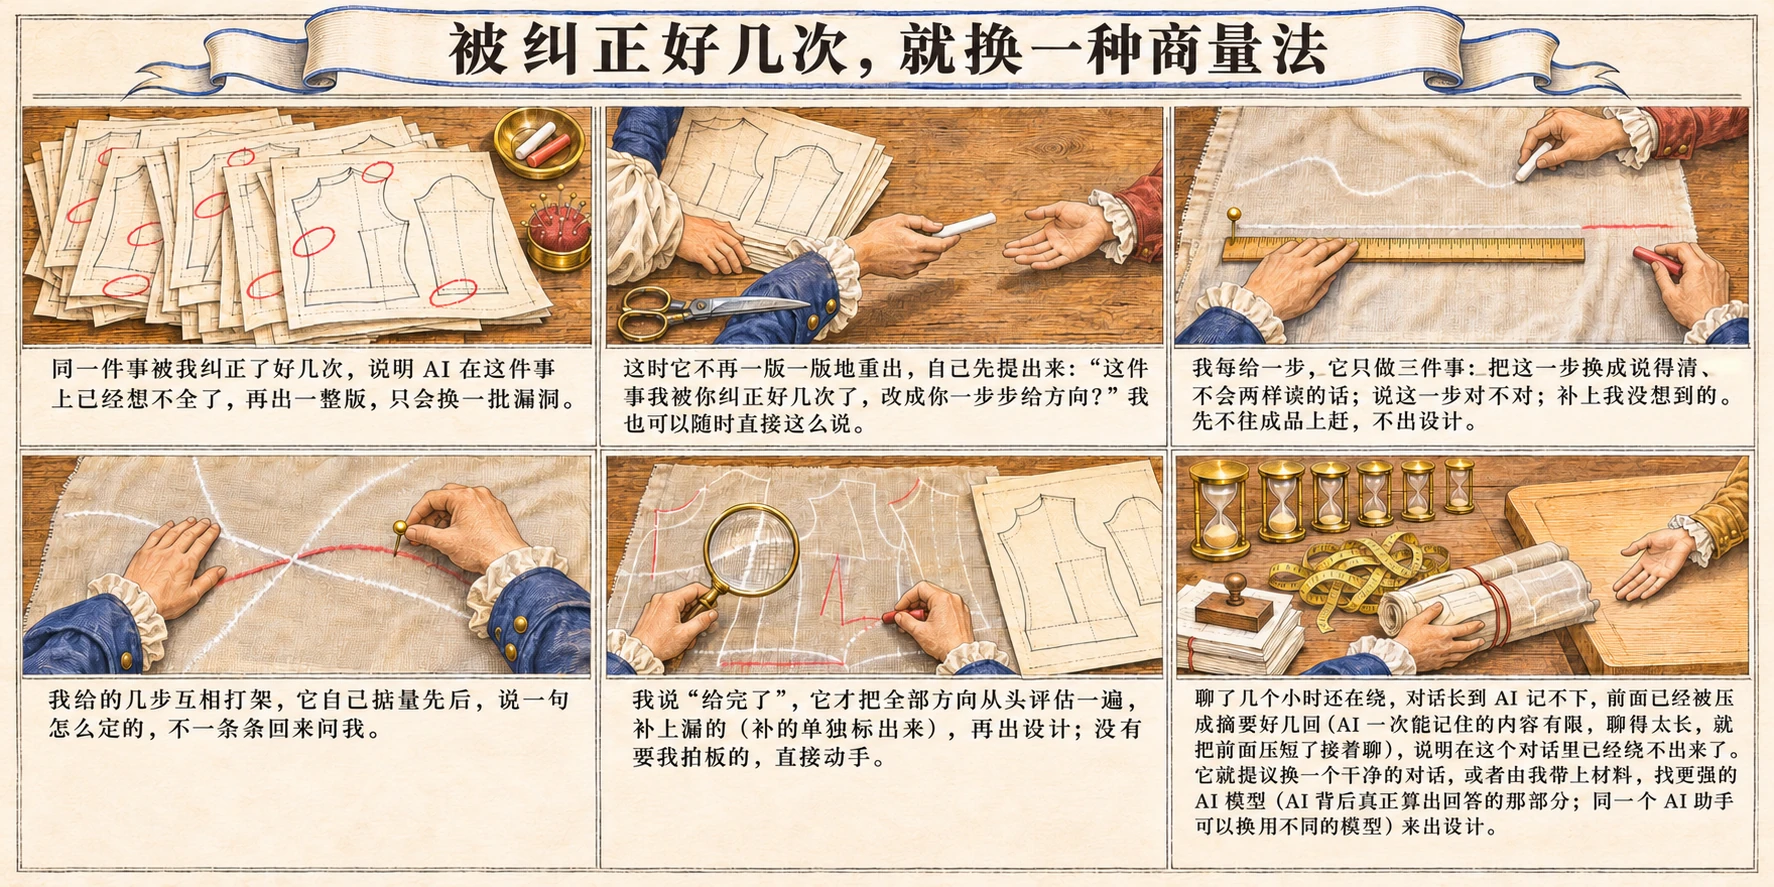 被纠正好几次，就换一种商量法
同一件事被我纠正了好几次，说明 AI 在这件事
上已经想不全了，再出一整版，只会换一批漏洞。
这时它不再一版一版地重出，自己先提出来：“这件
事我被你纠正好几次了，改成你一步步给方向？”我
也可以随时直接这么说。
我每给一步，它只做三件事：把这一步换成说得清、
不会两样读的话；说这一步对不对；补上我没想到的。
先不往成品上赶，不出设计。
我给的几步互相打架，它自己掂量先后，说一句
怎么定的，不一条条回来问我。
我说“给完了”，它才把全部方向从头评估一遍，
补上漏的（补的单独标出来），再出设计；没有
要我拍板的，直接动手。
聊了几个小时还在绕，对话长到 AI 记不下，前面已经被压
成摘要好几回（AI 一次能记住的内容有限，聊得太长，就
把前面压短了接着聊），说明在这个对话里已经绕不出来了。
它就提议换一个干净的对话，或者由我带上材料，找更强的
AI 模型（AI 背后真正算出回答的那部分；同一个 AI 助手
可以换用不同的模型）来出设计。